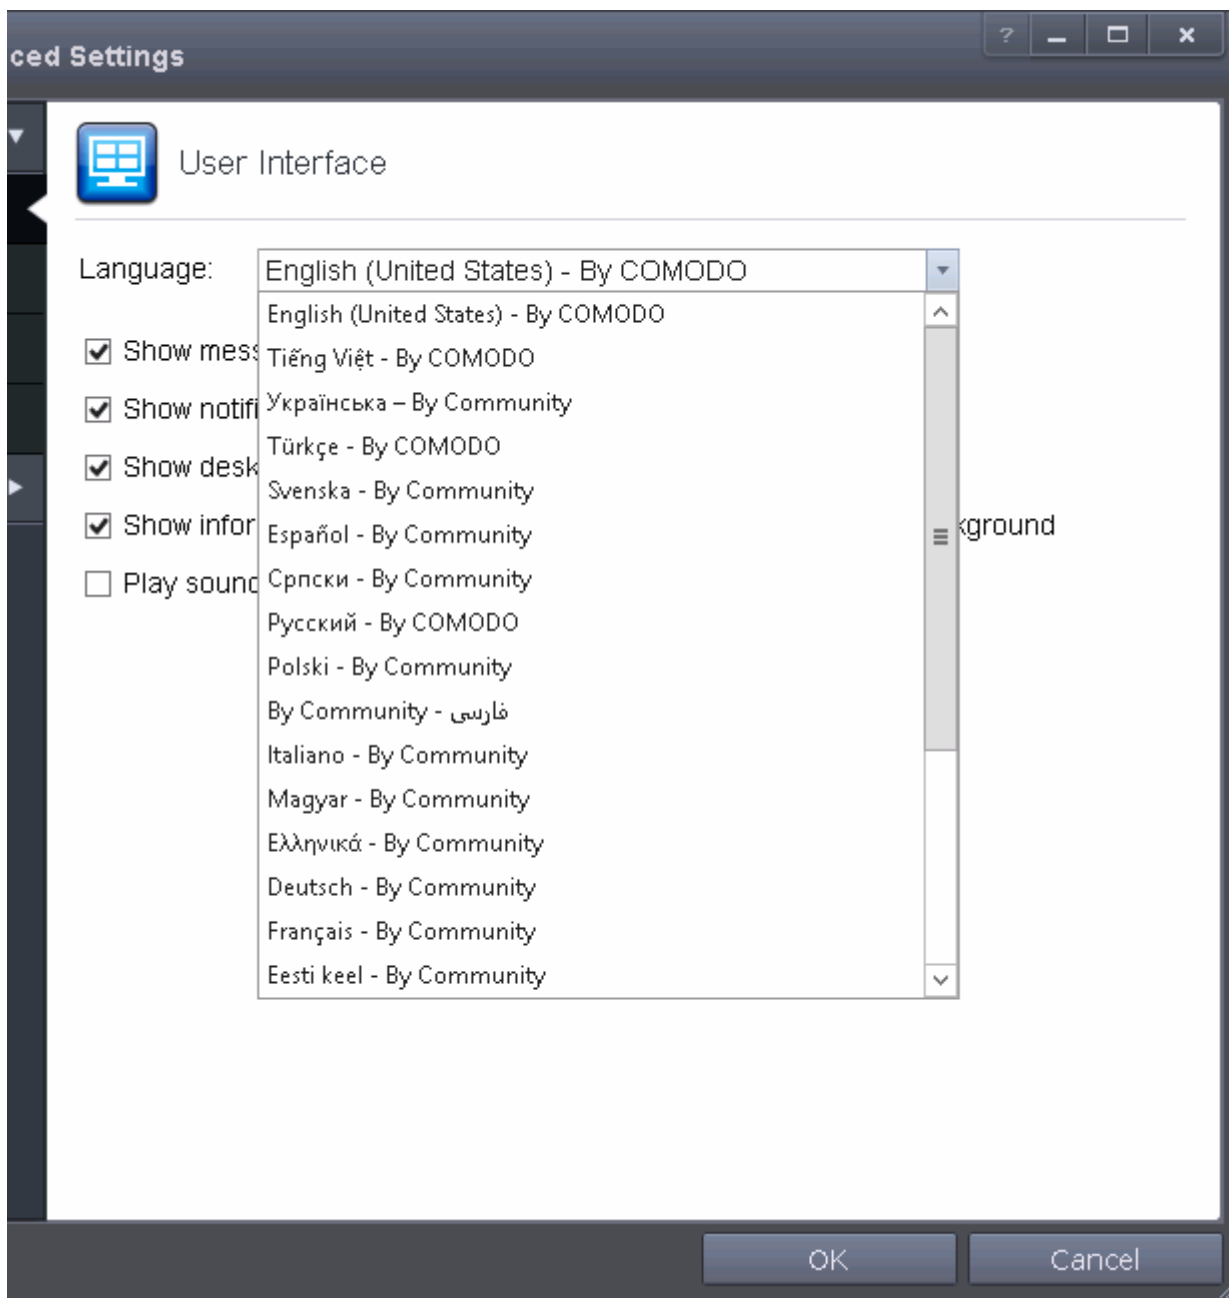 ced Settings
?
User Interface
Language: English (United States) - By COMODO
English (United States) - By COMODO
Show mess
Tiếng Việt - By COMODO
Show notifi
Українська – By Community
Türkçe - By COMODO
Show desk
Svenska - By Community
Show infor
Español - By Community
kground
Play sound
Српски - By Community
Русский - By COMODO
Polski - By Community
By Community - فارسی
Italiano - By Community
Magyar - By Community
Ελληνικά - By Community
Deutsch - By Community
Français - By Community
Eesti keel - By Community
OK
Cancel